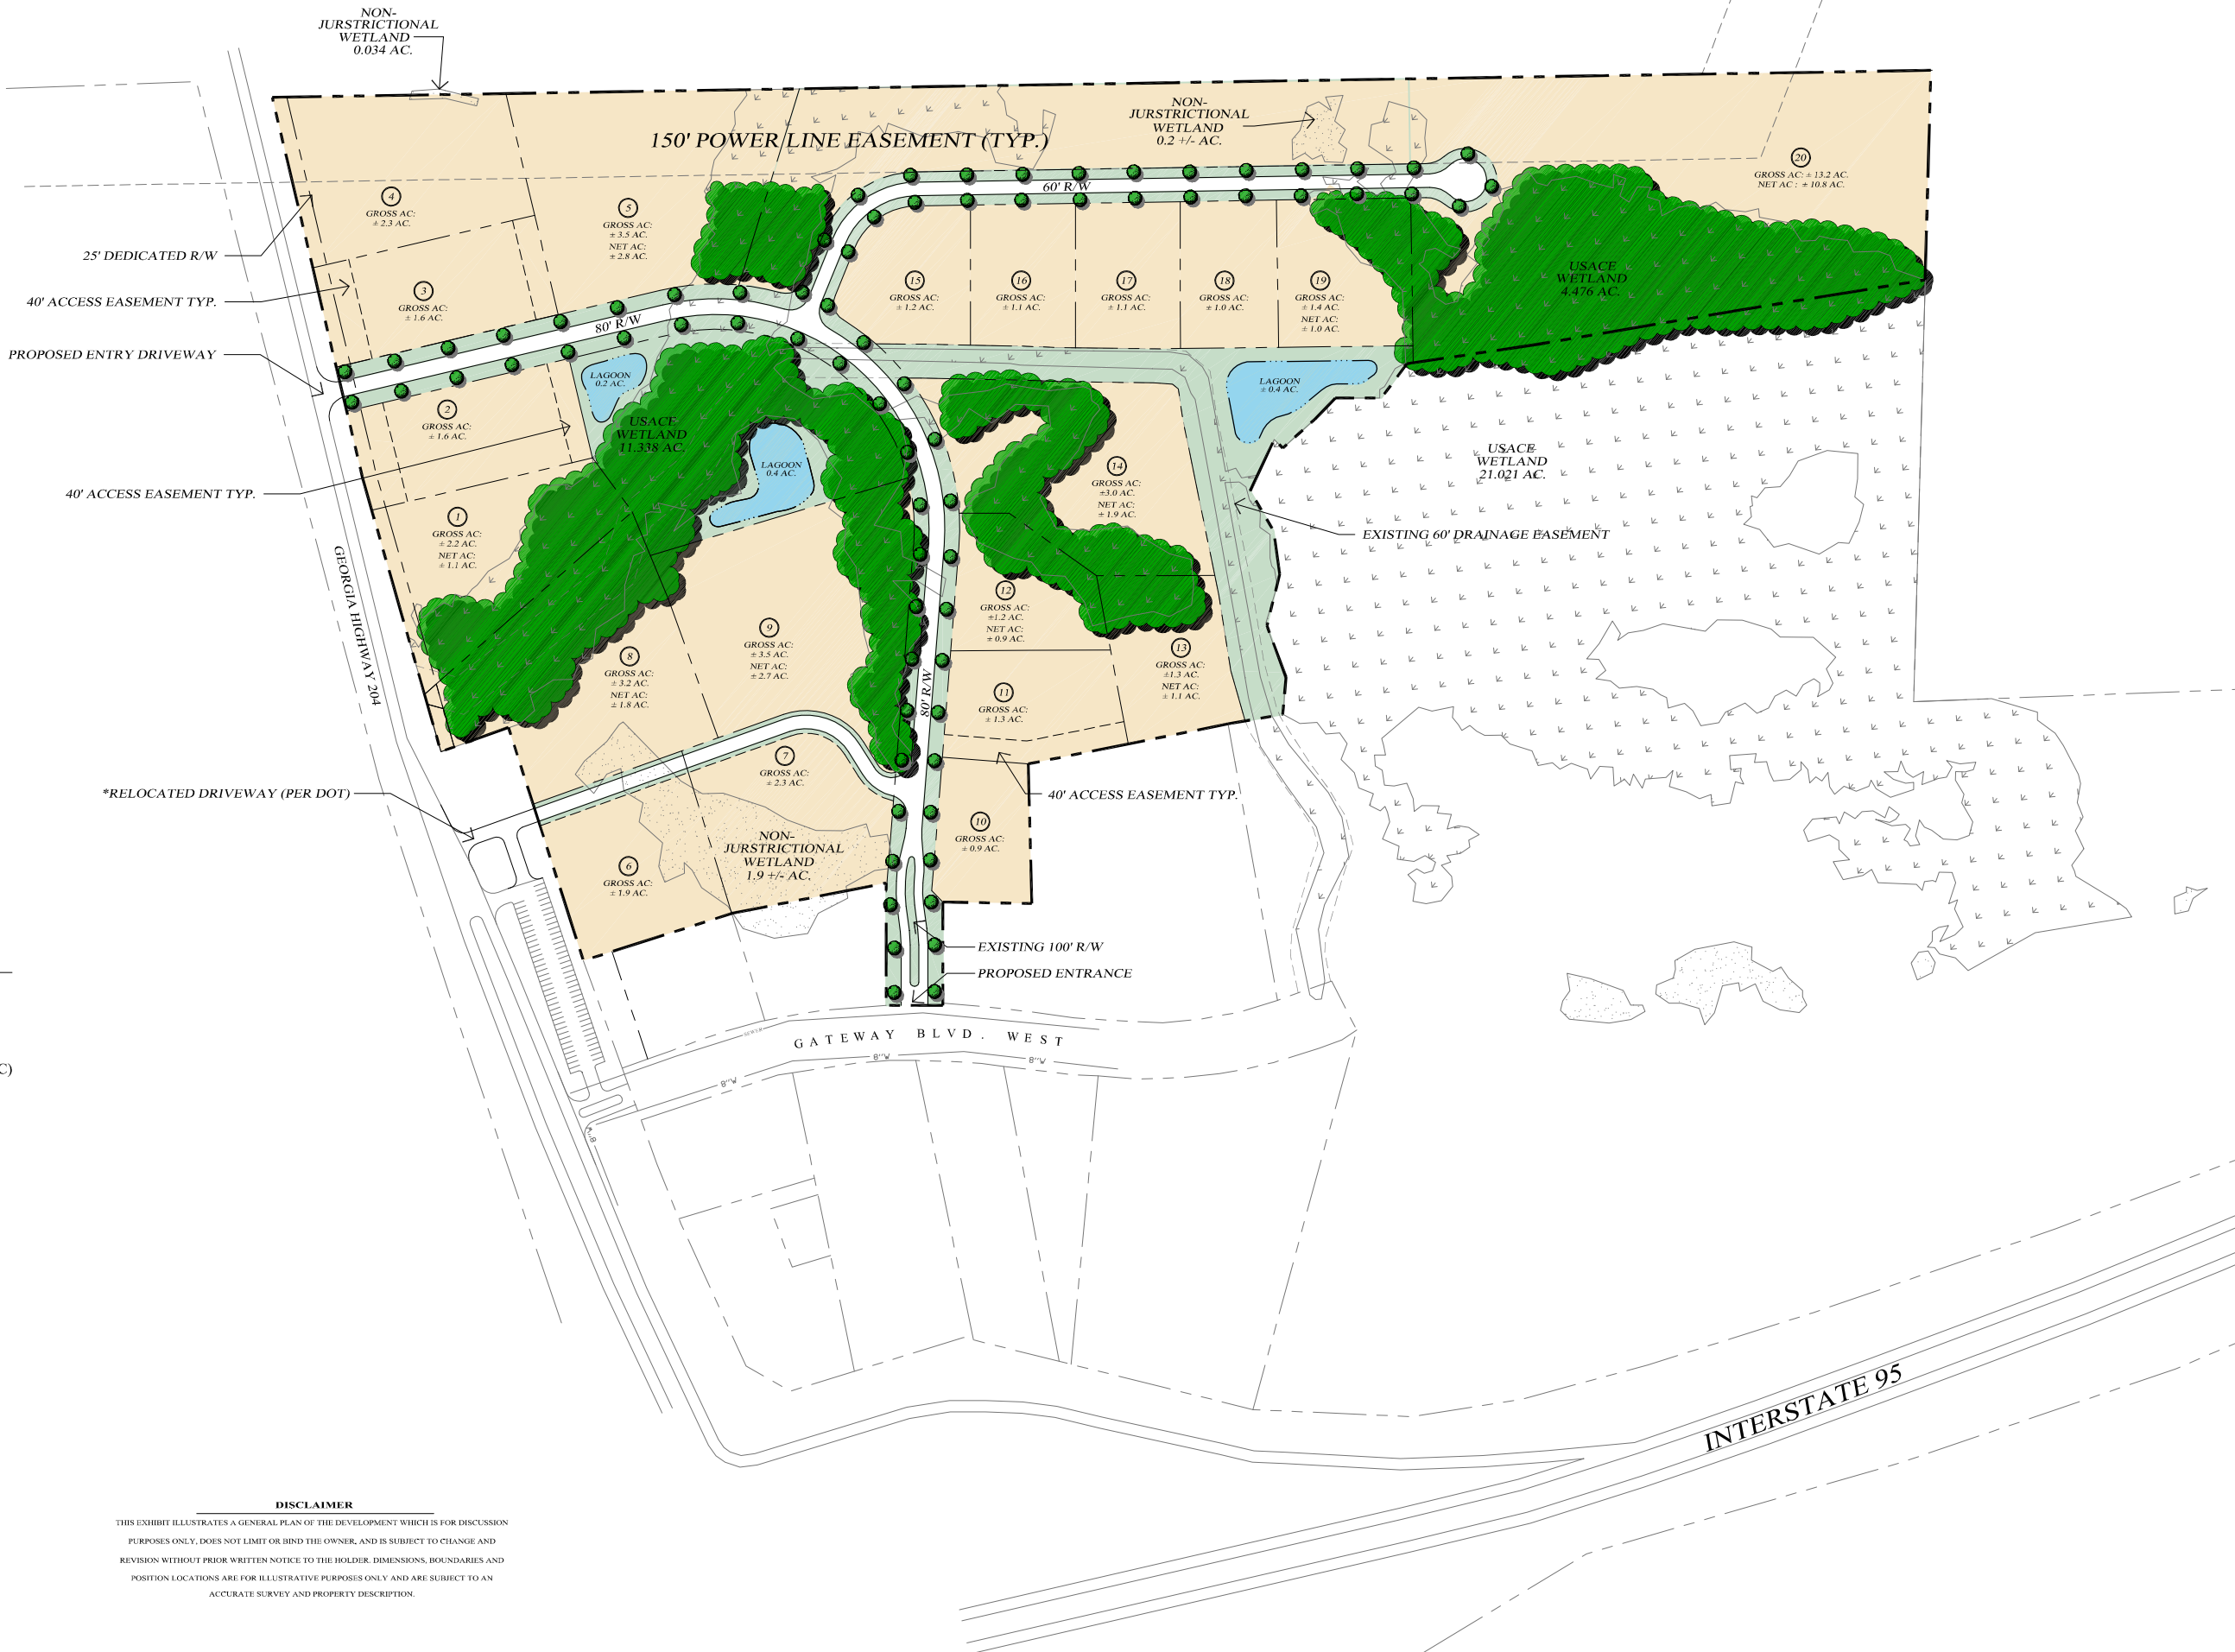 NON-
JURSTRICTIONAL
WETLAND
0.034 AC.
150' POWER LINE EASEMENT (TYP.)
NON-
JURSTRICTIONAL
WETLAND
0.2 +/- AC.
20
GROSS AC: ± 13.2 AC.
NET AC : ± 10.8 AC.
4
GROSS AC:
± 2.3 AC.
5
GROSS AC:
± 3.5 AC.
NET AC:
± 2.8 AC.
60' R/W
25' DEDICATED R/W
40' ACCESS EASEMENT TYP.
3
GROSS AC:
± 1.6 AC.
80' R/W
15
GROSS AC:
± 1.2 AC.
16
GROSS AC:
± 1.1 AC.
17
GROSS AC:
± 1.1 AC.
18
GROSS AC:
± 1.0 AC.
19
GROSS AC:
± 1.4 AC.
NET AC:
± 1.0 AC.
USACE
WETLAND
4.476 AC.
PROPOSED ENTRY DRIVEWAY
LAGOON
0.2 AC.
LAGOON
± 0.4 AC.
2
GROSS AC:
± 1.6 AC.
USACE
WETLAND
11.338 AC.
LAGOON
0.4 AC.
14
GROSS AC:
±3.0 AC.
NET AC:
± 1.9 AC.
USACE
WETLAND
21.021 AC.
40' ACCESS EASEMENT TYP.
1
GROSS AC:
± 2.2 AC.
NET AC:
± 1.1 AC.
EXISTING 60' DRAINAGE EASEMENT
GEORGIA HIGHWAY 204
12
GROSS AC:
±1.2 AC.
NET AC:
± 0.9 AC.
9
GROSS AC:
± 3.5 AC.
NET AC:
± 2.7 AC.
8
GROSS AC:
± 3.2 AC.
NET AC:
± 1.8 AC.
13
GROSS AC:
±1.3 AC.
NET AC:
± 1.1 AC.
80' R/W
11
GROSS AC:
± 1.3 AC.
7
GROSS AC:
± 2.3 AC.
*RELOCATED DRIVEWAY (PER DOT)
40' ACCESS EASEMENT TYP.
NON-
JURSTRICTIONAL
WETLAND
1.9 +/- AC.
10
GROSS AC:
± 0.9 AC.
6
GROSS AC:
± 1.9 AC.
EXISTING 100' R/W
PROPOSED ENTRANCE
GATEWAY BLVD. WEST
8"W
8"W
8"W
8"W
C)
INTERSTATE 95
DISCLAIMER
THIS EXHIBIT ILLUSTRATES A GENERAL PLAN OF THE DEVELOPMENT WHICH IS FOR DISCUSSION
PURPOSES ONLY, DOES NOT LIMIT OR BIND THE OWNER, AND IS SUBJECT TO CHANGE AND
REVISION WITHOUT PRIOR WRITTEN NOTICE TO THE HOLDER. DIMENSIONS, BOUNDARIES AND
POSITION LOCATIONS ARE FOR ILLUSTRATIVE PURPOSES ONLY AND ARE SUBJECT TO AN
ACCURATE SURVEY AND PROPERTY DESCRIPTION.